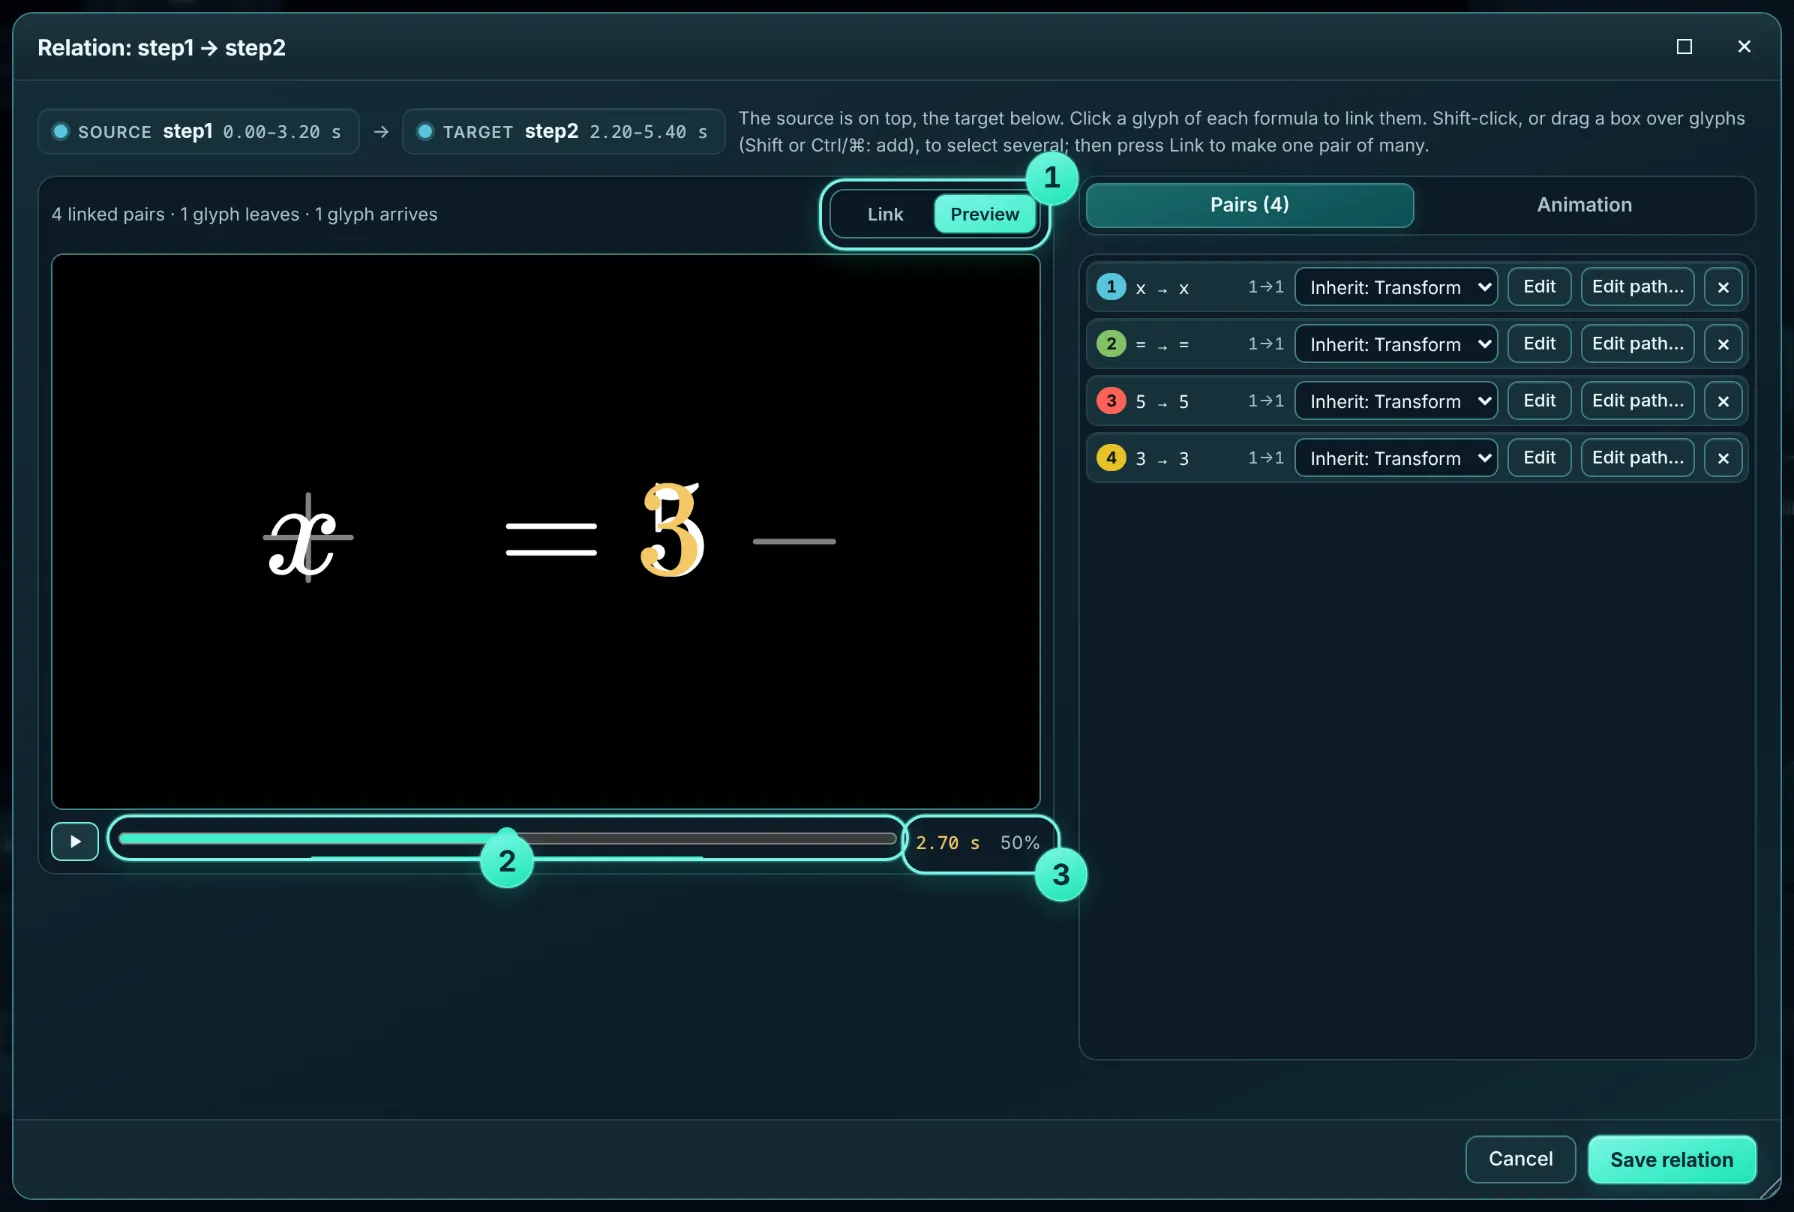 Relation: step1 → step2
SOURCE step1 0.00–3.20 s → TARGET step2 2.20–5.40 s
The source is on top, the target below. Click a glyph of each formula to link them. Shift-click, or drag a box over glyphs
(Shift or Ctrl/⌘: add), to select several; then press Link to make one pair of many.
4 linked pairs · 1 glyph leaves · 1 glyph arrives
Link Preview
1
Pairs (4) Animation
1 x → x 1→1 Inherit: Transform Edit Edit path... ×
2 = → = 1→1 Inherit: Transform Edit Edit path... ×
3 5 → 5 1→1 Inherit: Transform Edit Edit path... ×
4 3 → 3 1→1 Inherit: Transform Edit Edit path... ×
x + = 5 3 −
2.70 s 50%
2
3
Cancel Save relation